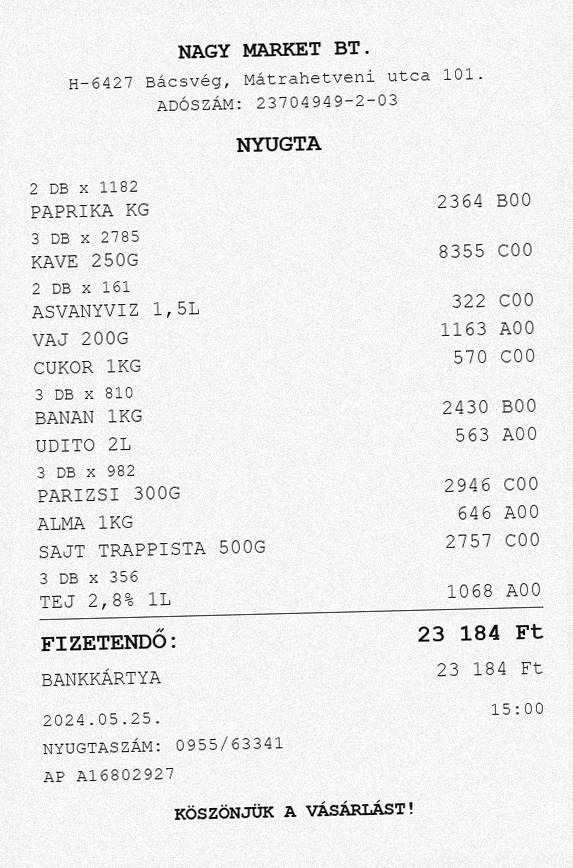 NAGY MARKET BT.
H-6427 Bácsvég, Mátrahetveni utca 101.
ADÓSZÁM: 23704949-2-03
NYUGTA
2 DB x 1182
PAPRIKA KG 2364 B00
3 DB x 2785
KAVE 250G 8355 C00
2 DB x 161
ASVANYVIZ 1,5L 322 C00
VAJ 200G 1163 A00
CUKOR 1KG 570 C00
3 DB x 810
BANAN 1KG 2430 B00
UDITO 2L 563 A00
3 DB x 982
PARIZSI 300G 2946 C00
ALMA 1KG 646 A00
SAJT TRAPPISTA 500G 2757 C00
3 DB x 356
TEJ 2,8% 1L 1068 A00
FIZETENDŐ: 23 184 Ft
BANKKÁRTYA 23 184 Ft
2024.05.25. 15:00
NYUGTASZÁM: 0955/63341
AP A16802927
KÖSZÖNJÜK A VÁSÁRLÁST!